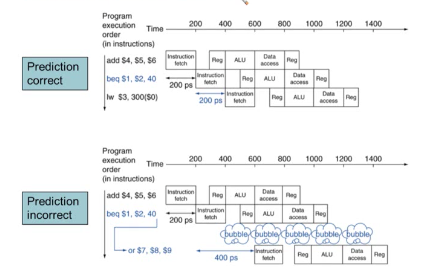 Program
execution
order
(in instructions)
Time
200 400 600 800 1000 1200 1400
Prediction
correct
add $4, $5, $6
Instruction
fetch
Reg ALU
Data
access
Reg
beq $1, $2, 40
200 ps
Instruction
fetch
Reg ALU
Data
access
Reg
lw $3, 300($0)
200 ps
Instruction
fetch
Reg ALU
Data
access
Reg
Program
execution
order
(in instructions)
Time
200 400 600 800 1000 1200 1400
Prediction
incorrect
add $4, $5, $6
Instruction
fetch
Reg ALU
Data
access
Reg
beq $1, $2, 40
200 ps
Instruction
fetch
Reg ALU
Data
access
Reg
bubble bubble bubble bubble bubble
or $7, $8, $9
400 ps
Instruction
fetch
Reg ALU
Data
access
Reg